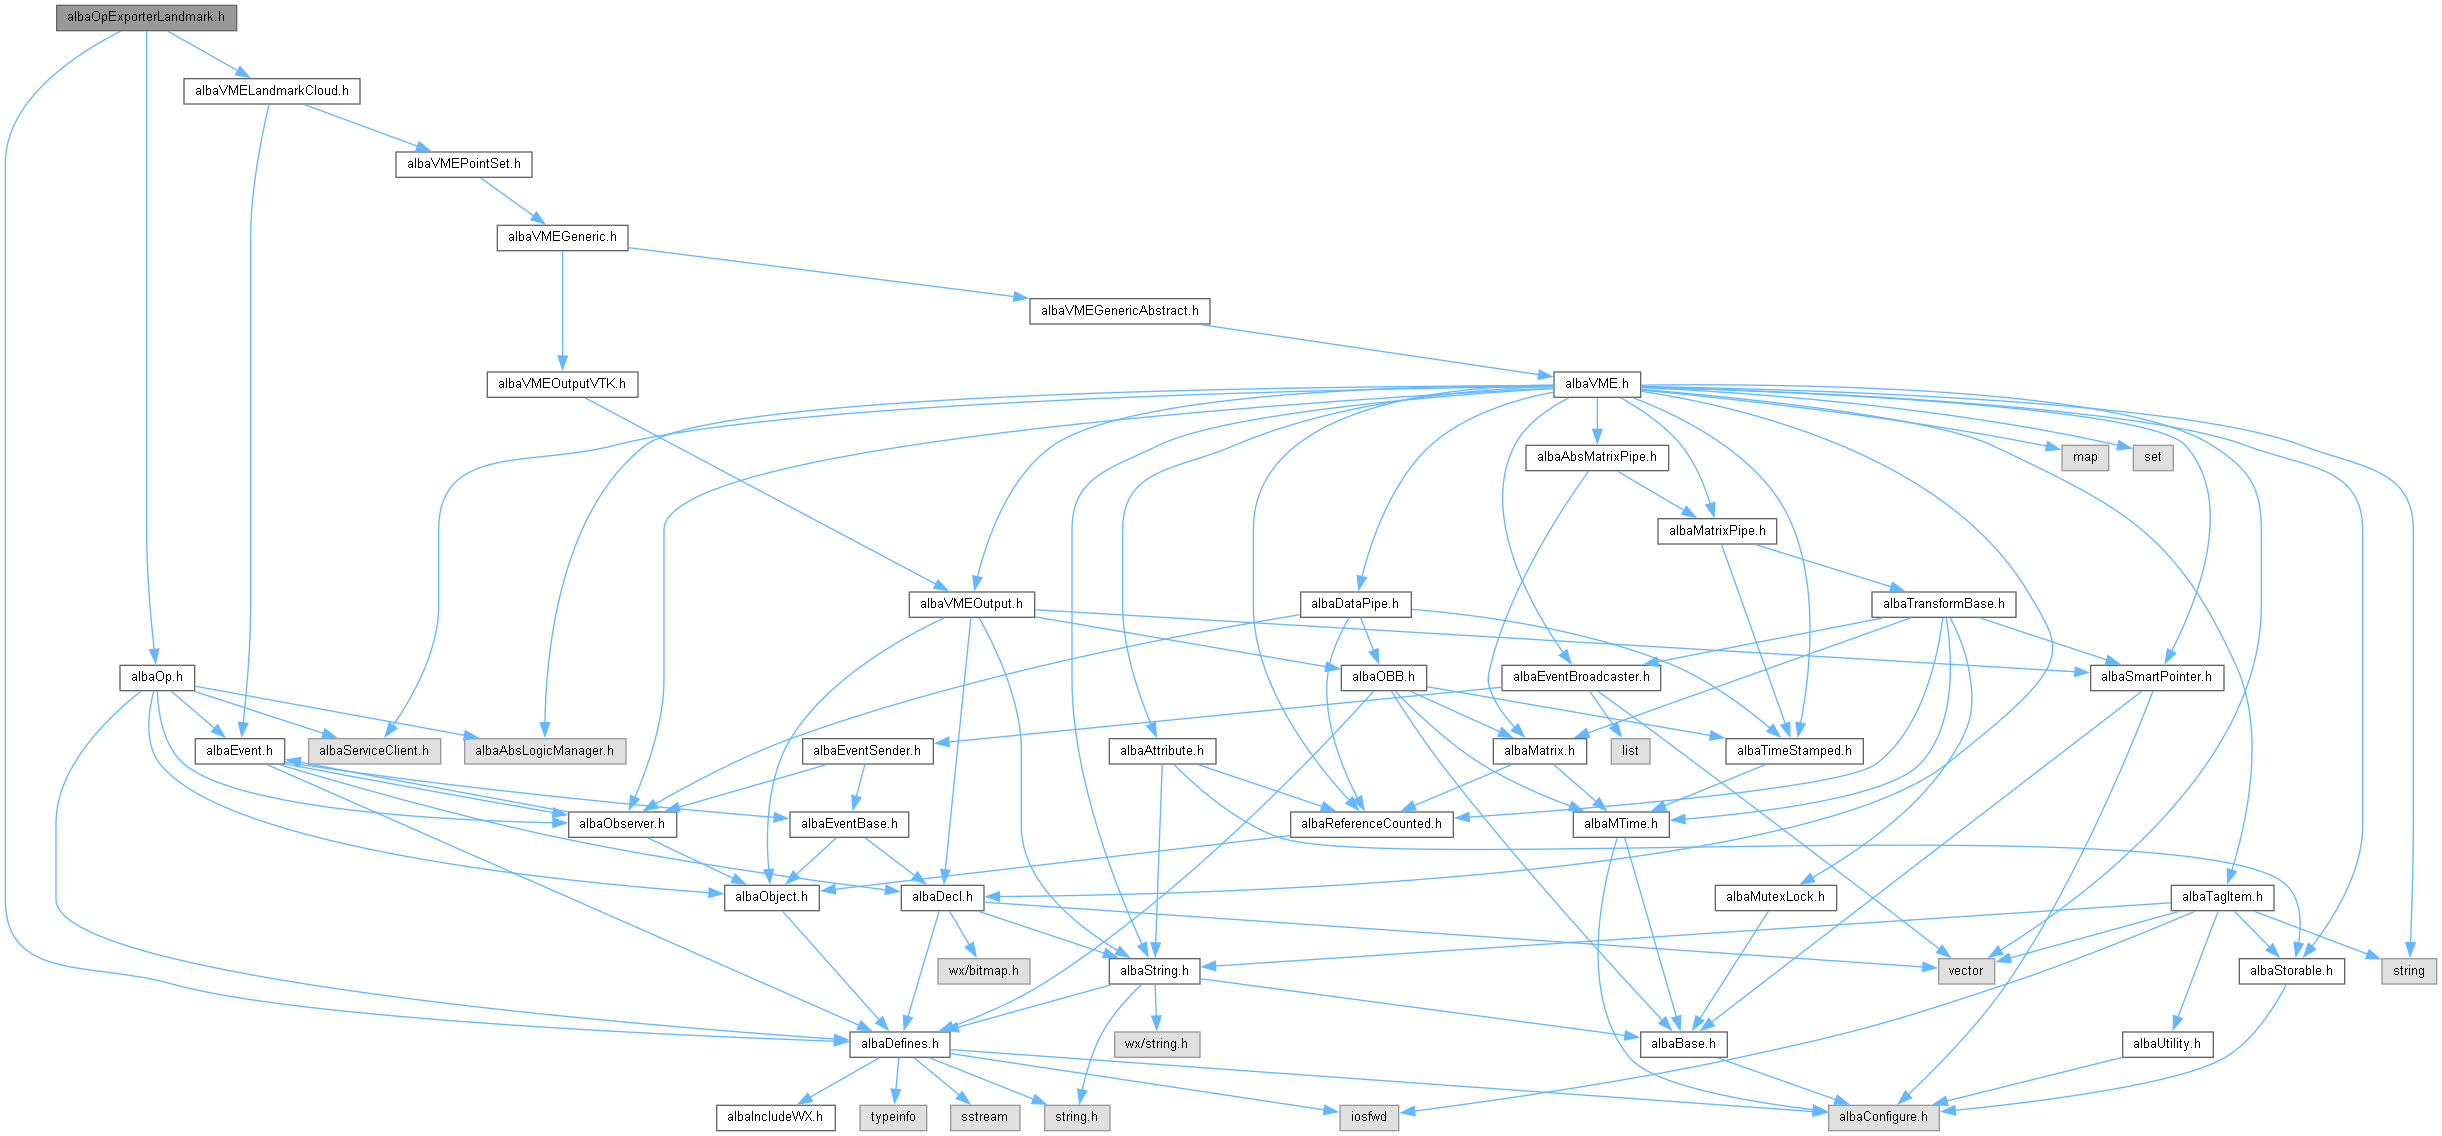 albaOpExporterLandmark.h
albaVMELandmarkCloud.h
albaVMEPointSet.h
albaVMEGeneric.h
albaVMEGenericAbstract.h
albaVMEOutputVTK.h
albaVME.h
albaAbsMatrixPipe.h
map
set
albaMatrixPipe.h
albaVMEOutput.h
albaDataPipe.h
albaTransformBase.h
albaOp.h
albaOBB.h
albaEventBroadcaster.h
albaSmartPointer.h
albaEvent.h
albaServiceClient.h
albaAbsLogicManager.h
albaEventSender.h
albaAttribute.h
albaMatrix.h
list
albaTimeStamped.h
albaObserver.h
albaEventBase.h
albaReferenceCounted.h
albaMTime.h
albaObject.h
albaDecl.h
albaMutexLock.h
albaTagItem.h
wx/bitmap.h
albaString.h
vector
albaStorable.h
string
albaDefines.h
wx/string.h
albaBase.h
albaUtility.h
albaIncludeWX.h
typeinfo
sstream
string.h
iosfwd
albaConfigure.h